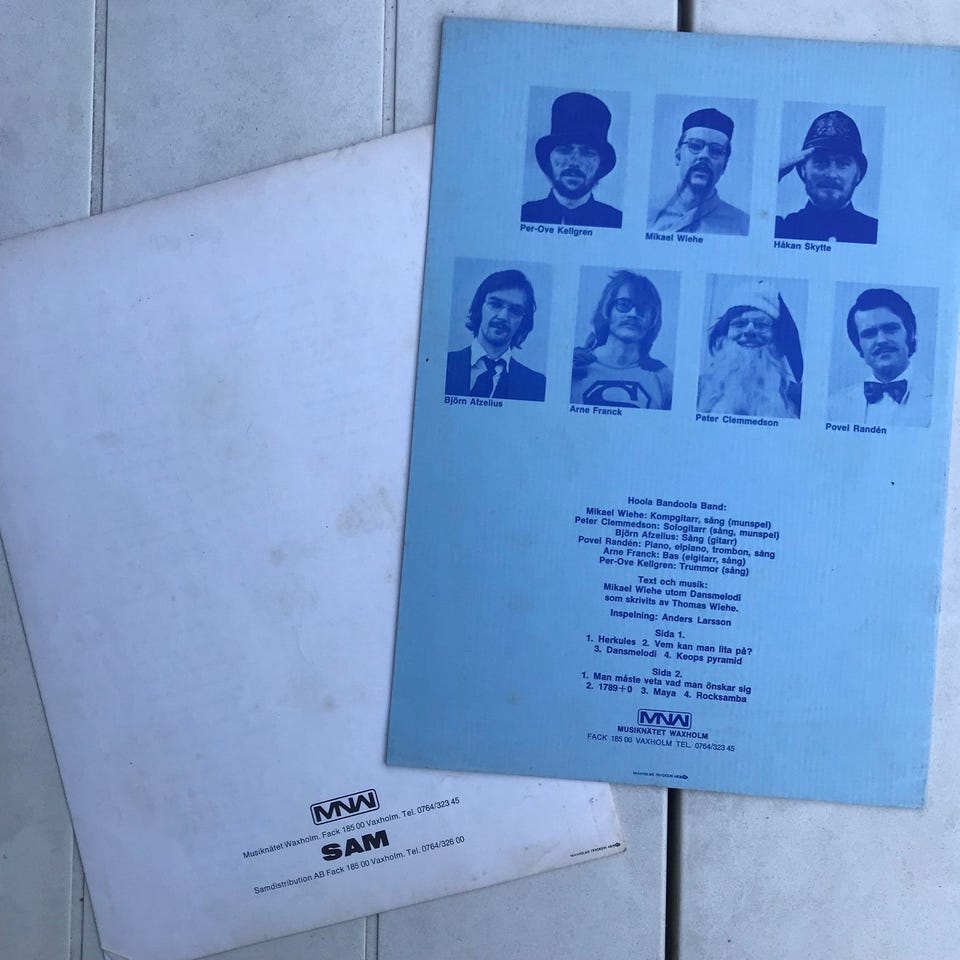 Per-Ove Kellgren
Mikael Wiehe
Håkan Skytte
Björn Afzelius
Arne Franck
Peter Clemmedson
Povel Randén
Hoola Bandoola Band:
Mikael Wiehe: Kompgitarr, sång (munspel)
Peter Clemmedson: Sologitarr (sång, munspel)
Björn Afzelius: Sång (gitarr)
Povel Randén: Piano, elpiano, trombon, sång
Arne Franck: Bas (elgitarr, sång)
Per-Ove Kellgren: Trummor (sång)
Text och musik:
Mikael Wiehe utom Dansmelodi
som skrivits av Thomas Wiehe.
Inspelning: Anders Larsson
Sida 1.
1. Herkules 2. Vem kan man lita på?
3. Dansmelodi 4. Keops pyramid
Sida 2.
1. Man måste veta vad man önskar sig
2. 1789+0 3. Maya 4. Rocksamba
MNW
MUSIKNÄTET WAXHOLM
FACK 185 00 VAXHOLM TEL. 0764/323 45
MNW
Musiknätet Waxholm. Fack 185 00 Vaxholm. Tel. 0764/323 45
SAM
Samdistribution AB Fack 185 00 Vaxholm. Tel. 0764/326 00